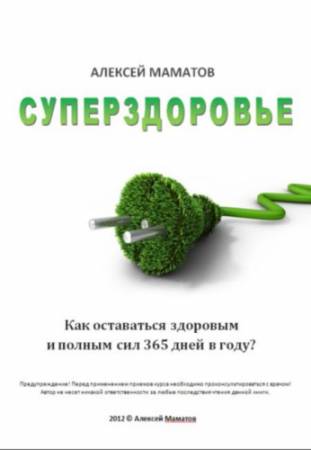 АЛЕКСЕЙ МАМАТОВ
СУПЕРЗДОРОВЬЕ
Как оставаться здоровым
и полным сил 365 дней в году?
Предупреждение! Перед применением приемов курса необходимо проконсультироваться с врачом!
Автор не несет никакой ответственности за любые последствия чтения данной книги.
2012 © Алексей Маматов